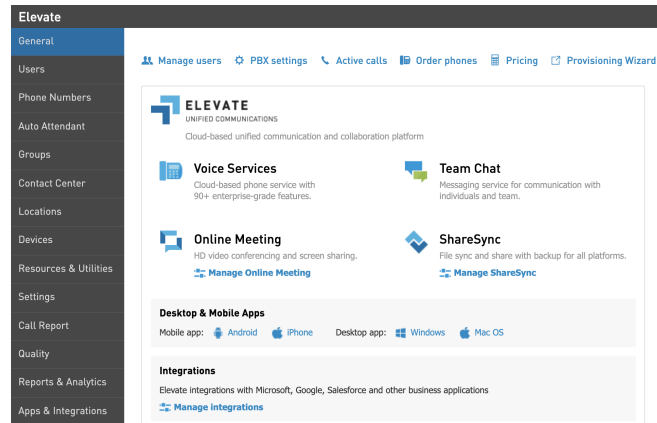 Elevate
General
Users
Phone Numbers
Auto Attendant
Groups
Contact Center
Locations
Devices
Resources & Utilities
Settings
Call Report
Quality
Reports & Analytics
Apps & Integrations
Manage users PBX settings Active calls Order phones Pricing Provisioning Wizard
ELEVATE
UNIFIED COMMUNICATIONS
Cloud-based unified communication and collaboration platform
Voice Services
Cloud-based phone service with
90+ enterprise-grade features.
Team Chat
Messaging service for communication with
individuals and team.
Online Meeting
HD video conferencing and screen sharing.
Manage Online Meeting
ShareSync
File sync and share with backup for all platforms.
Manage ShareSync
Desktop & Mobile Apps
Mobile app: Android iPhone Desktop app: Windows Mac OS
Integrations
Elevate integrations with Microsoft, Google, Salesforce and other business applications
Manage integrations